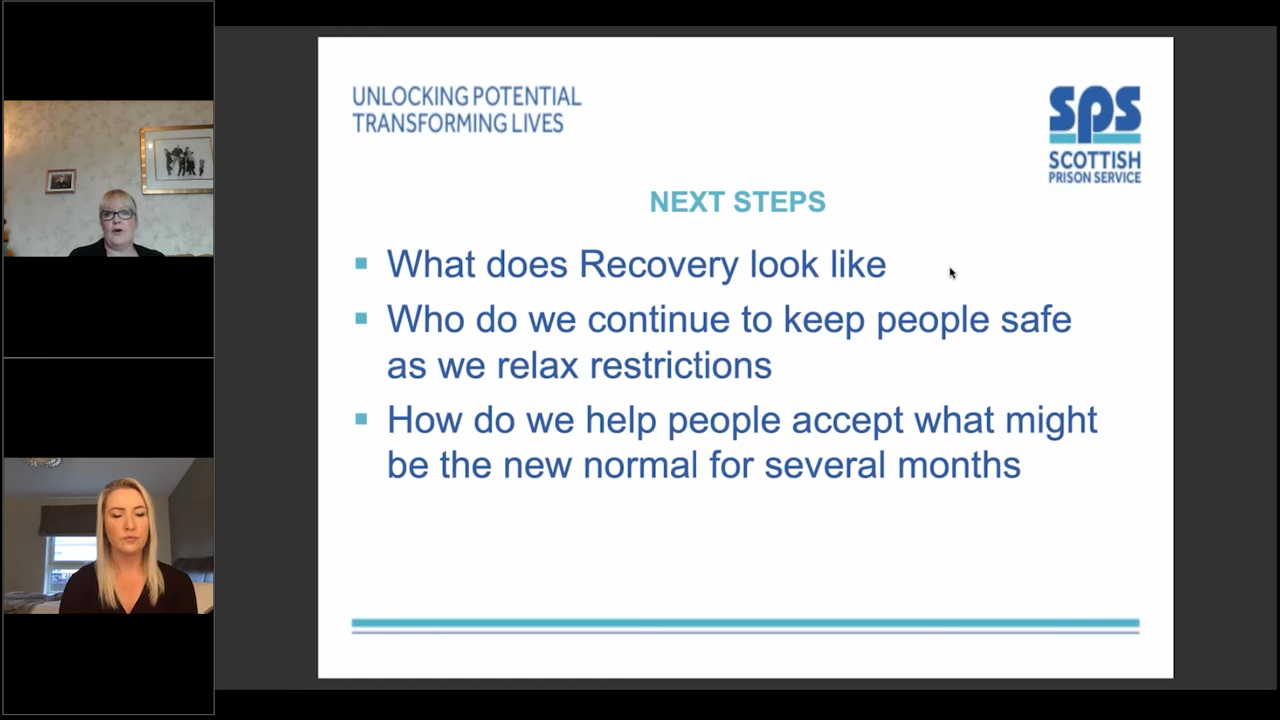 UNLOCKING POTENTIAL
TRANSFORMING LIVES
sps
SCOTTISH
PRISON SERVICE
NEXT STEPS
What does Recovery look like
Who do we continue to keep people safe
as we relax restrictions
How do we help people accept what might
be the new normal for several months